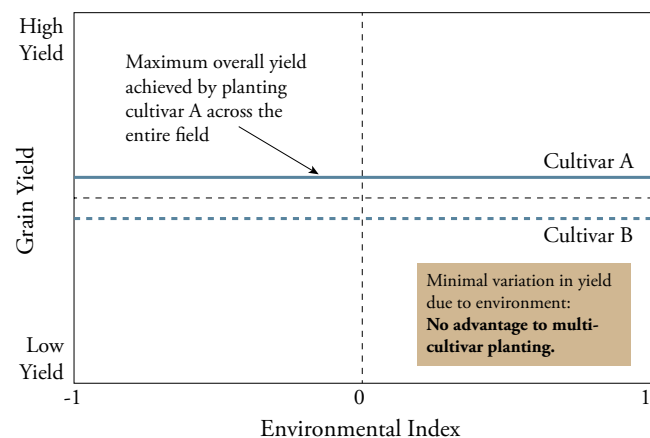 High
Yield
Maximum overall yield
achieved by planting
cultivar A across the
entire field
Cultivar A
Grain Yield
Cultivar B
Minimal variation in yield
due to environment:
No advantage to multi-
cultivar planting.
Low
Yield
-1
0
1
Environmental Index